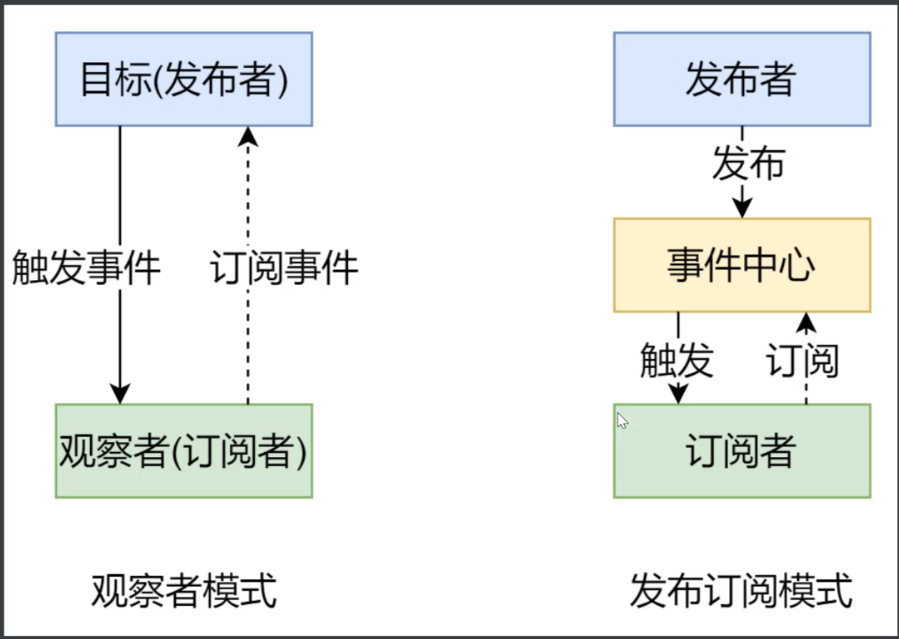 目标(发布者)
触发事件
订阅事件
观察者(订阅者)
观察者模式
发布者
发布
事件中心
触发
订阅
订阅者
发布订阅模式